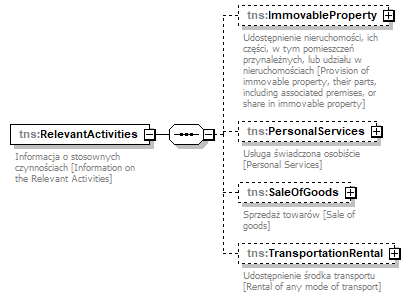 tns:ImmovableProperty
Udostępnienie nieruchomości, ich
części, w tym pomieszczeń
przynależnych, lub udziału w
nieruchomościach [Provision of
immovable property, their parts,
including associated premises, or
share in immovable property]
tns:RelevantActivities
Informacja o stosownych
czynnościach [Information on
the Relevant Activities]
tns:PersonalServices
Usługa świadczona osobiście
[Personal Services]
tns:SaleOfGoods
Sprzedaż towarów [Sale of
goods]
tns:TransportationRental
Udostępnienie środka transportu
[Rental of any mode of transport]